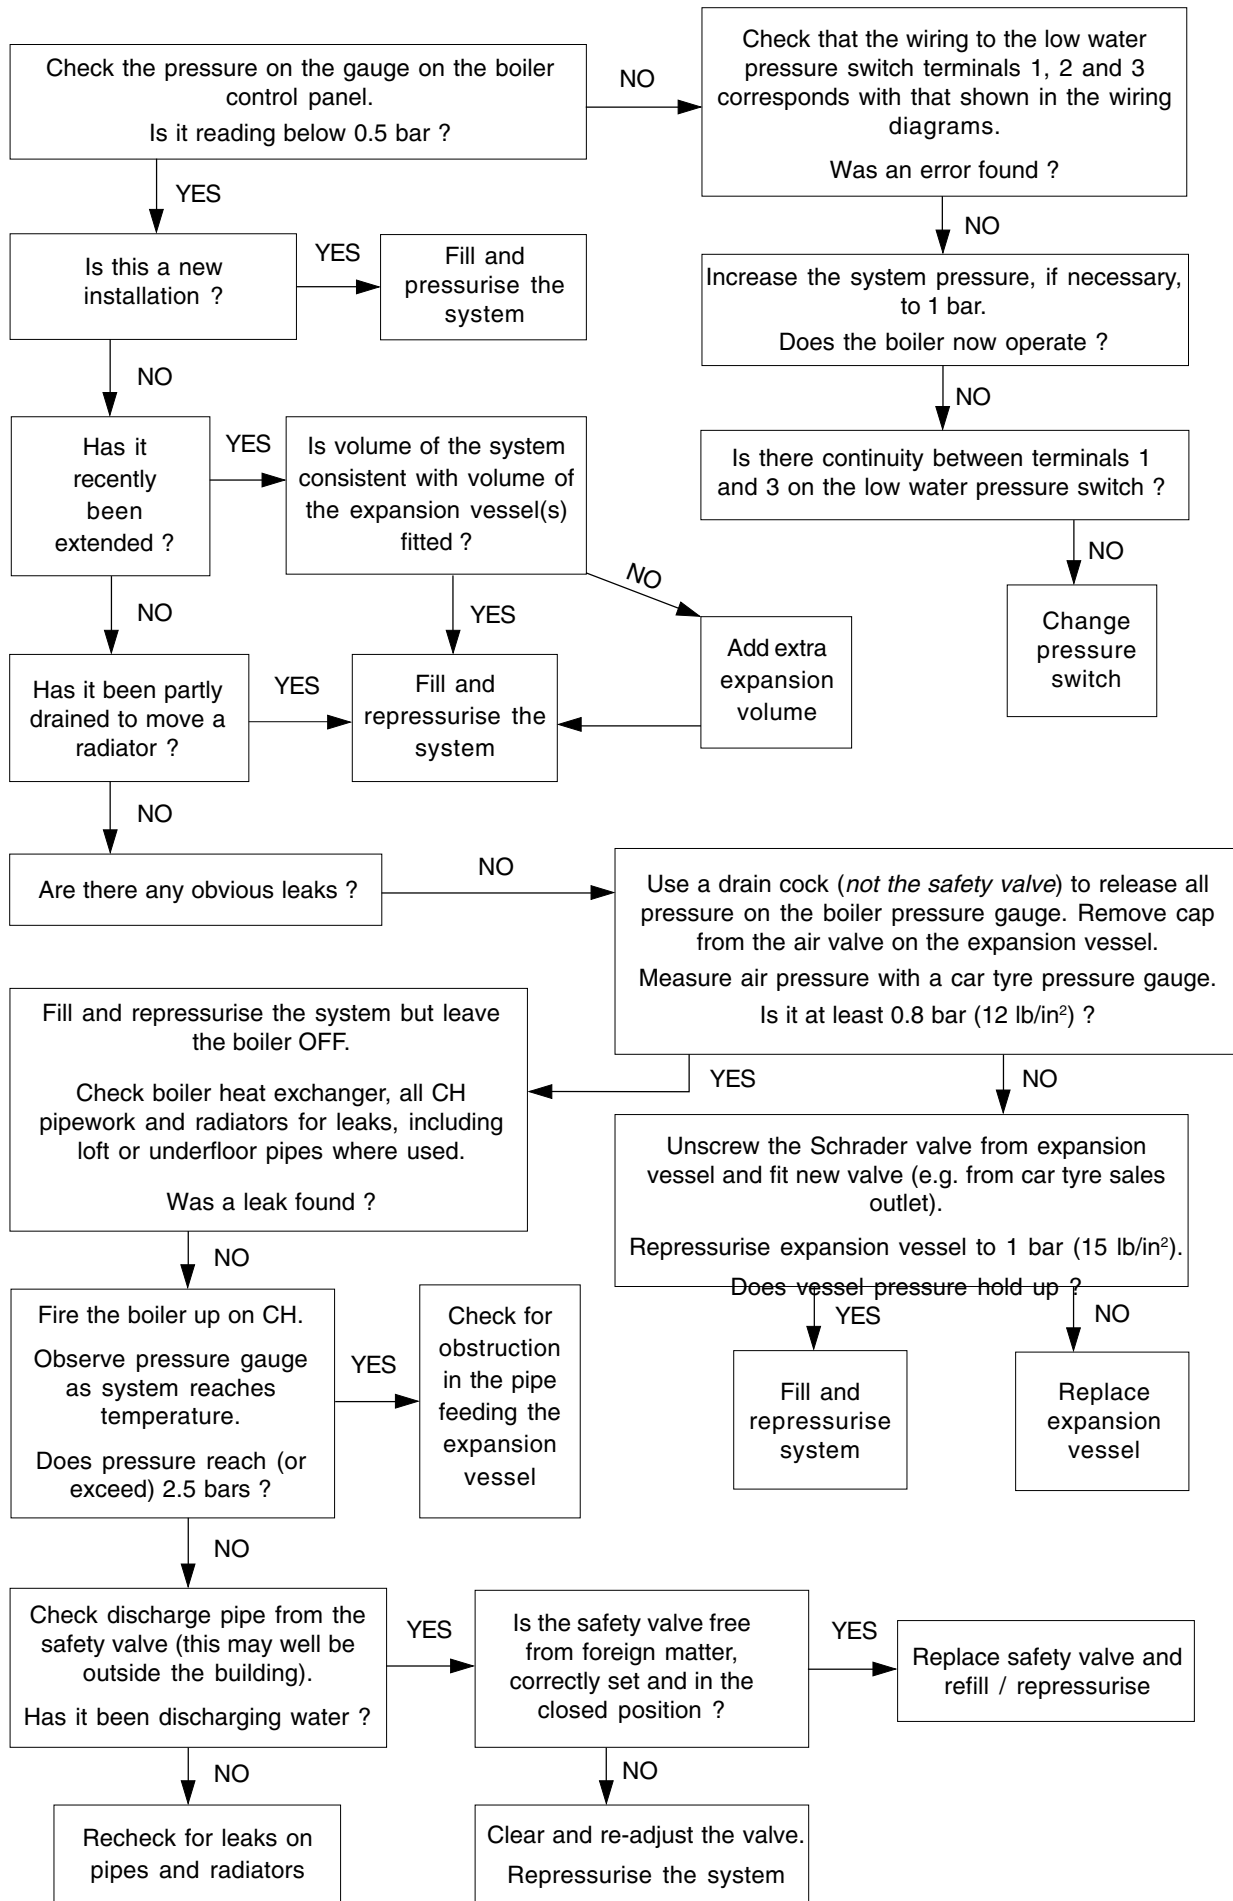 Check the pressure on the gauge on the boiler
control panel.
Is it reading below 0.5 bar ?
NO
Check that the wiring to the low water
pressure switch terminals 1, 2 and 3
corresponds with that shown in the wiring
diagrams.
Was an error found ?
YES
NO
Is this a new
installation ?
YES
Fill and
pressurise the
system
Increase the system pressure, if necessary,
to 1 bar.
Does the boiler now operate ?
NO
NO
Has it
recently
been
extended ?
YES
Is volume of the system
consistent with volume of
the expansion vessel(s)
fitted ?
Is there continuity between terminals 1
and 3 on the low water pressure switch ?
NO
NO
YES
NO
Change
pressure
switch
Add extra
expansion
volume
Has it been partly
drained to move a
radiator ?
YES
Fill and
repressurise the
system
NO
Are there any obvious leaks ?
NO
Use a drain cock (not the safety valve) to release all
pressure on the boiler pressure gauge. Remove cap
from the air valve on the expansion vessel.
Measure air pressure with a car tyre pressure gauge.
Is it at least 0.8 bar (12 lb/in²) ?
Fill and repressurise the system but leave
the boiler OFF.
Check boiler heat exchanger, all CH
pipework and radiators for leaks, including
loft or underfloor pipes where used.
Was a leak found ?
YES
NO
Unscrew the Schrader valve from expansion
vessel and fit new valve (e.g. from car tyre sales
outlet).
Repressurise expansion vessel to 1 bar (15 lb/in²).
Does vessel pressure hold up ?
NO
Fire the boiler up on CH.
Observe pressure gauge
as system reaches
temperature.
Does pressure reach (or
exceed) 2.5 bars ?
YES
Check for
obstruction
in the pipe
feeding the
expansion
vessel
YES
NO
Fill and
repressurise
system
Replace
expansion
vessel
NO
Check discharge pipe from the
safety valve (this may well be
outside the building).
Has it been discharging water ?
YES
Is the safety valve free
from foreign matter,
correctly set and in the
closed position ?
YES
Replace safety valve and
refill / repressurise
NO
NO
Recheck for leaks on
pipes and radiators
Clear and re-adjust the valve.
Repressurise the system